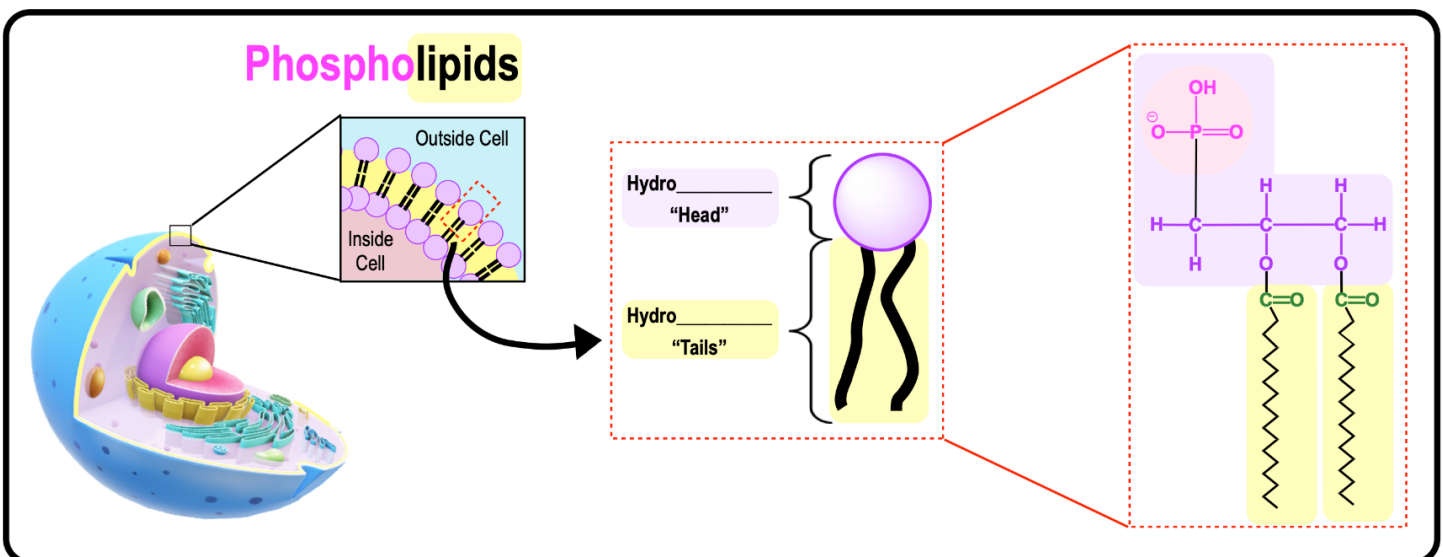 Phospholipids
Outside Cell
Inside
Cell
Hydro__________
“Head”
Hydro__________
“Tails”
OH
⊖
O—P=O
H H
H—C—C—C—H
H O O
C=O C=O